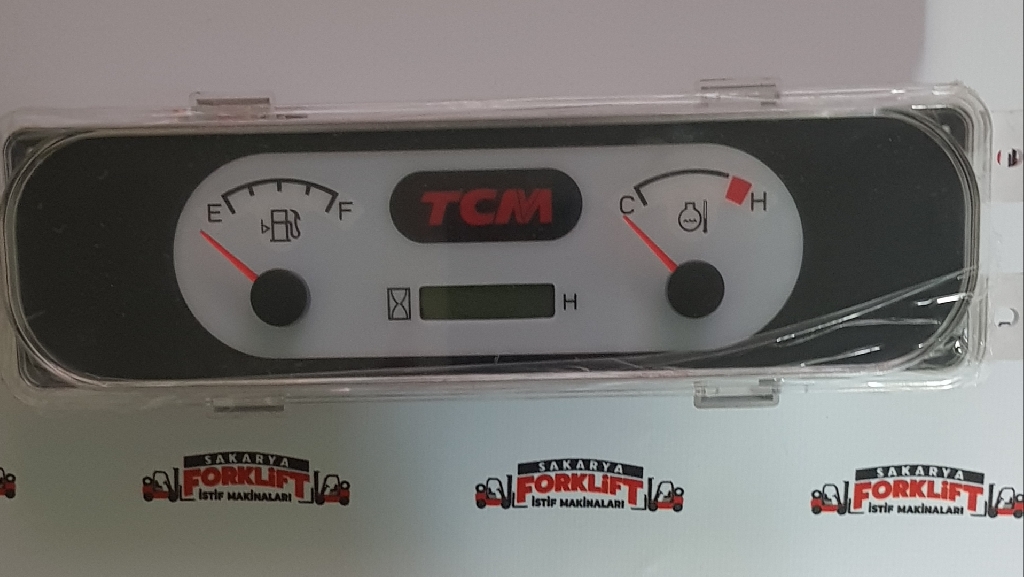 E F
TCM
C H
H
SAKARYA
FORKLiFT
İSTİF MAKİNALARI
SAKARYA
FORKLiFT
İSTİF MAKİNALARI
SAKARYA
FORKLiFT
İSTİF MAKİNALARI